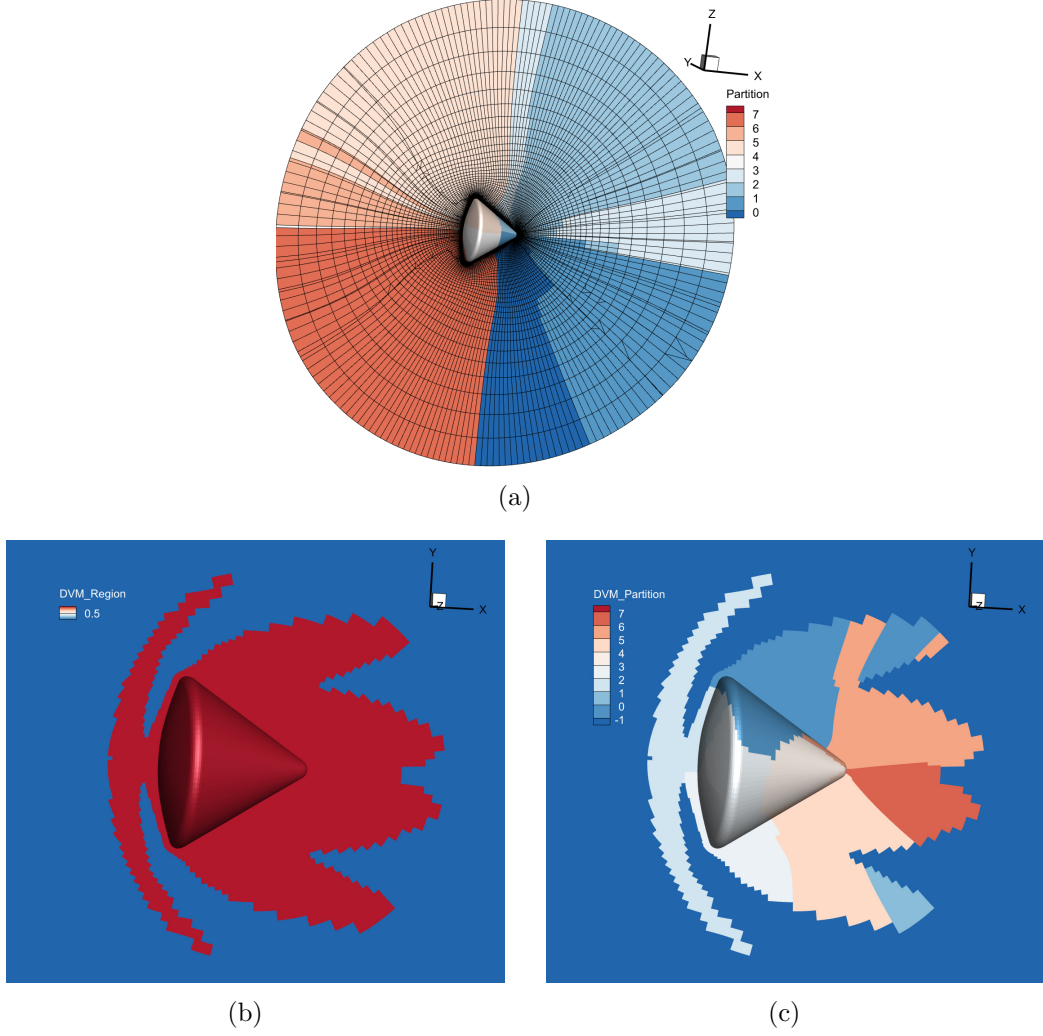 Z
Y
X
Partition
7
6
5
4
3
2
1
0
(a)
DVM_Region
0.5
Y
Z
X
(b)
DVM_Partition
7
6
5
4
3
2
1
0
-1
Y
Z
X
(c)